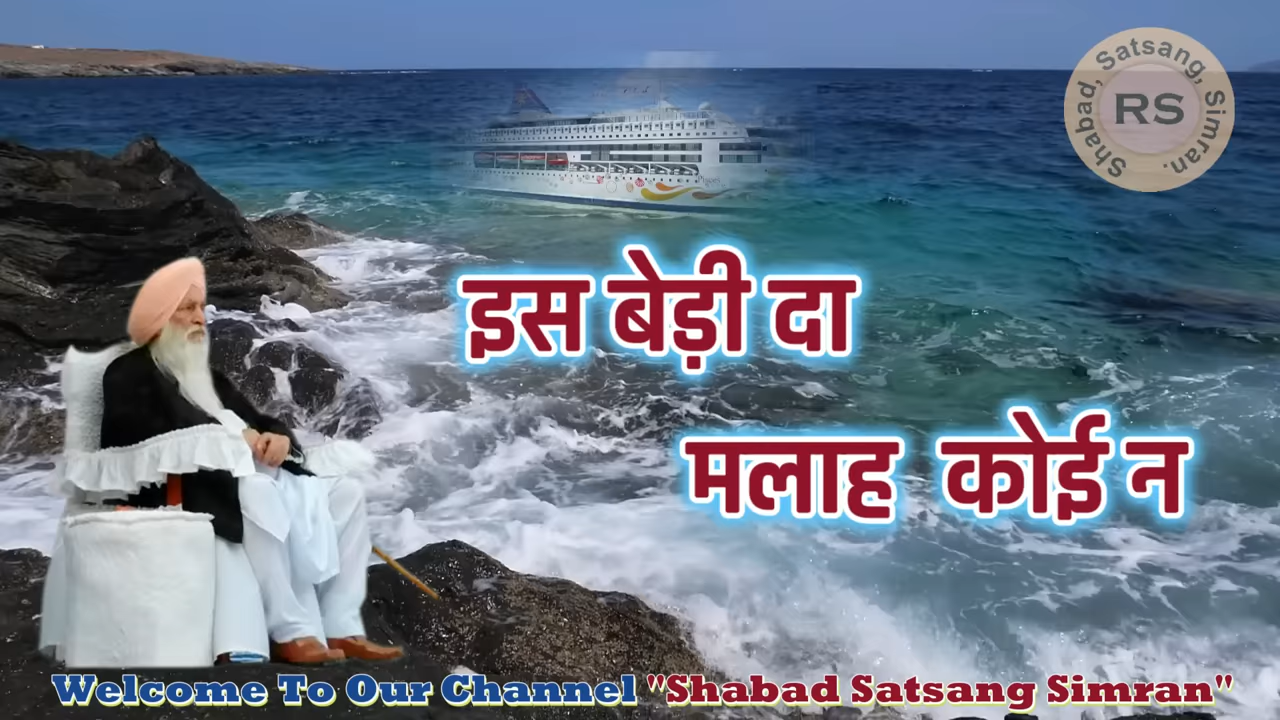 Shabad, Satsang, Simran.
RS
इस बेड़ी दा
मलाह कोई न
Welcome To Our Channel "Shabad Satsang Simran"